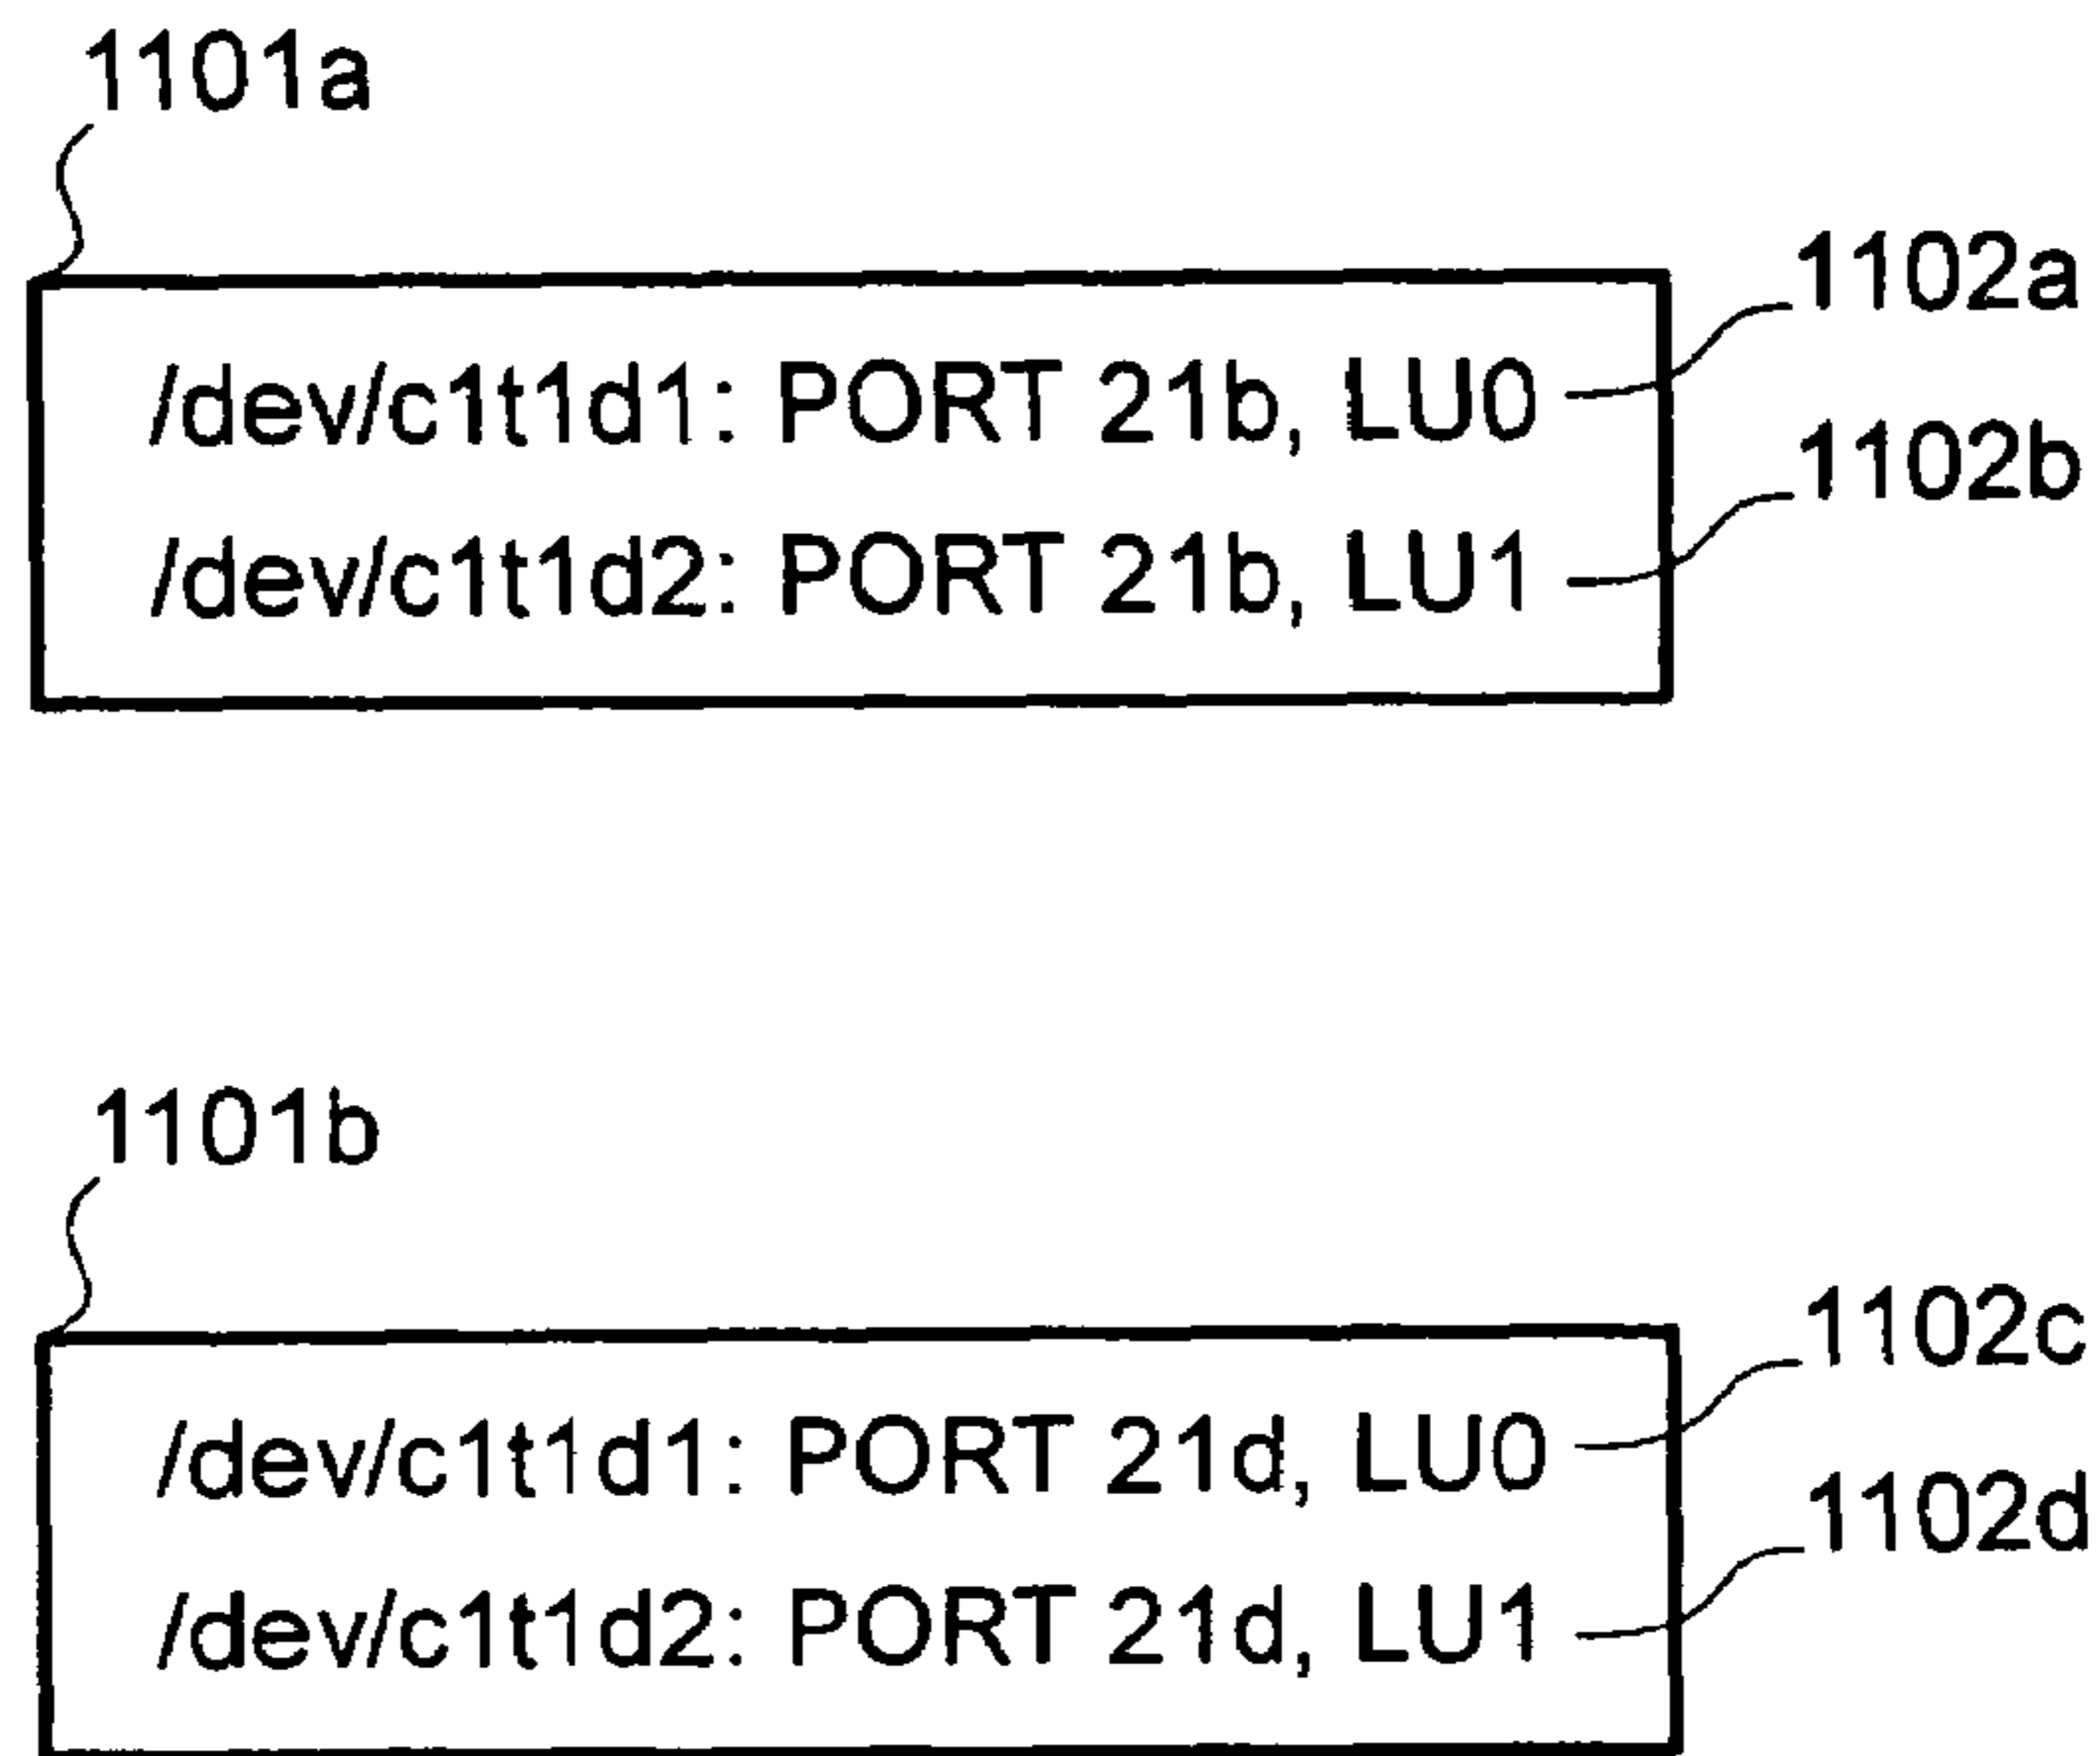 1101a
1102a
/dev/c1t1d1: PORT 21b, LU0
1102b
/dev/c1t1d2: PORT 21b, LU1
1101b
1102c
/dev/c1t1d1: PORT 21d, LU0
1102d
/dev/c1t1d2: PORT 21d, LU1